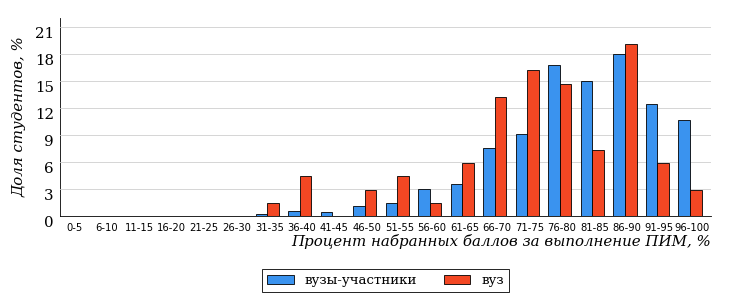 Доля студентов, %
21
18
15
12
9
6
3
0
0-5 6-10 11-15 16-20 21-25 26-30 31-35 36-40 41-45 46-50 51-55 56-60 61-65 66-70 71-75 76-80 81-85 86-90 91-95 96-100
Процент набранных баллов за выполнение ПИМ, %
вузы-участники вуз